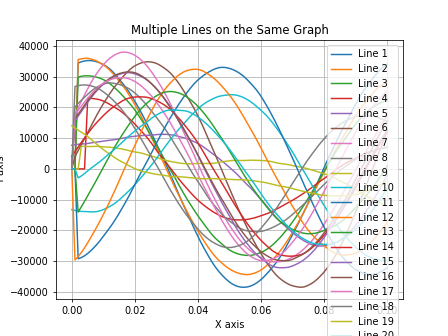 Multiple Lines on the Same Graph
40000
30000
20000
10000
0
−10000
−20000
−30000
−40000
0.00 0.02 0.04 0.06 0.08
X axis
Line 1
Line 2
Line 3
Line 4
Line 5
Line 6
Line 7
Line 8
Line 9
Line 10
Line 11
Line 12
Line 13
Line 14
Line 15
Line 16
Line 17
Line 18
Line 19
Line 20